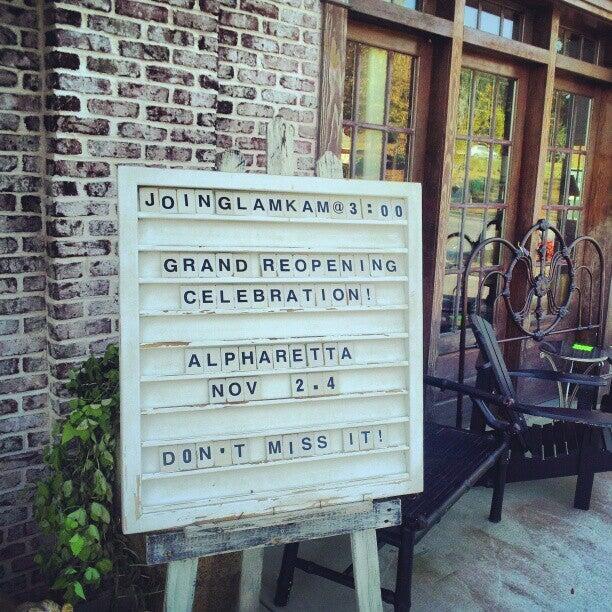 JOINGLAMKAM@3:00
GRAND REOPENING
CELEBRATION!
ALPHARETTA
NOV 2.4
DON'T MISS IT!